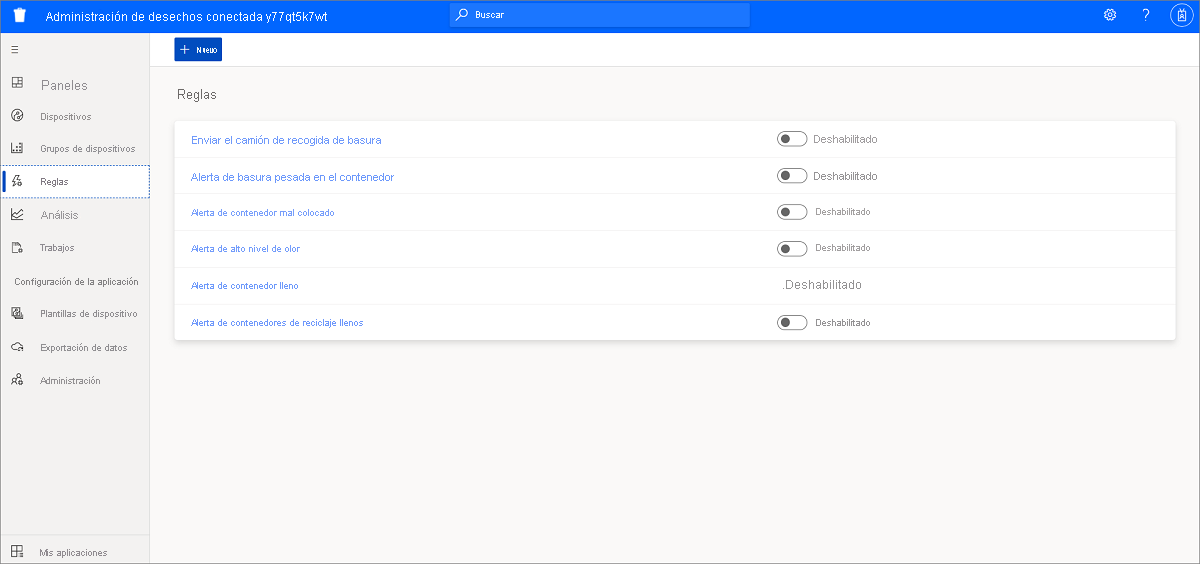 Administración de desechos conectada y77qt5k7wt
Buscar
?
Nuevo
Paneles
Dispositivos
Grupos de dispositivos
Reglas
Análisis
Trabajos
Configuración de la aplicación
Plantillas de dispositivo
Exportación de datos
Administración
Mis aplicaciones
Reglas
Enviar el camión de recogida de basura Deshabilitado
Alerta de basura pesada en el contenedor Deshabilitado
Alerta de contenedor mal colocado Deshabilitado
Alerta de alto nivel de olor Deshabilitado
Alerta de contenedor lleno .Deshabilitado
Alerta de contenedores de reciclaje llenos Deshabilitado